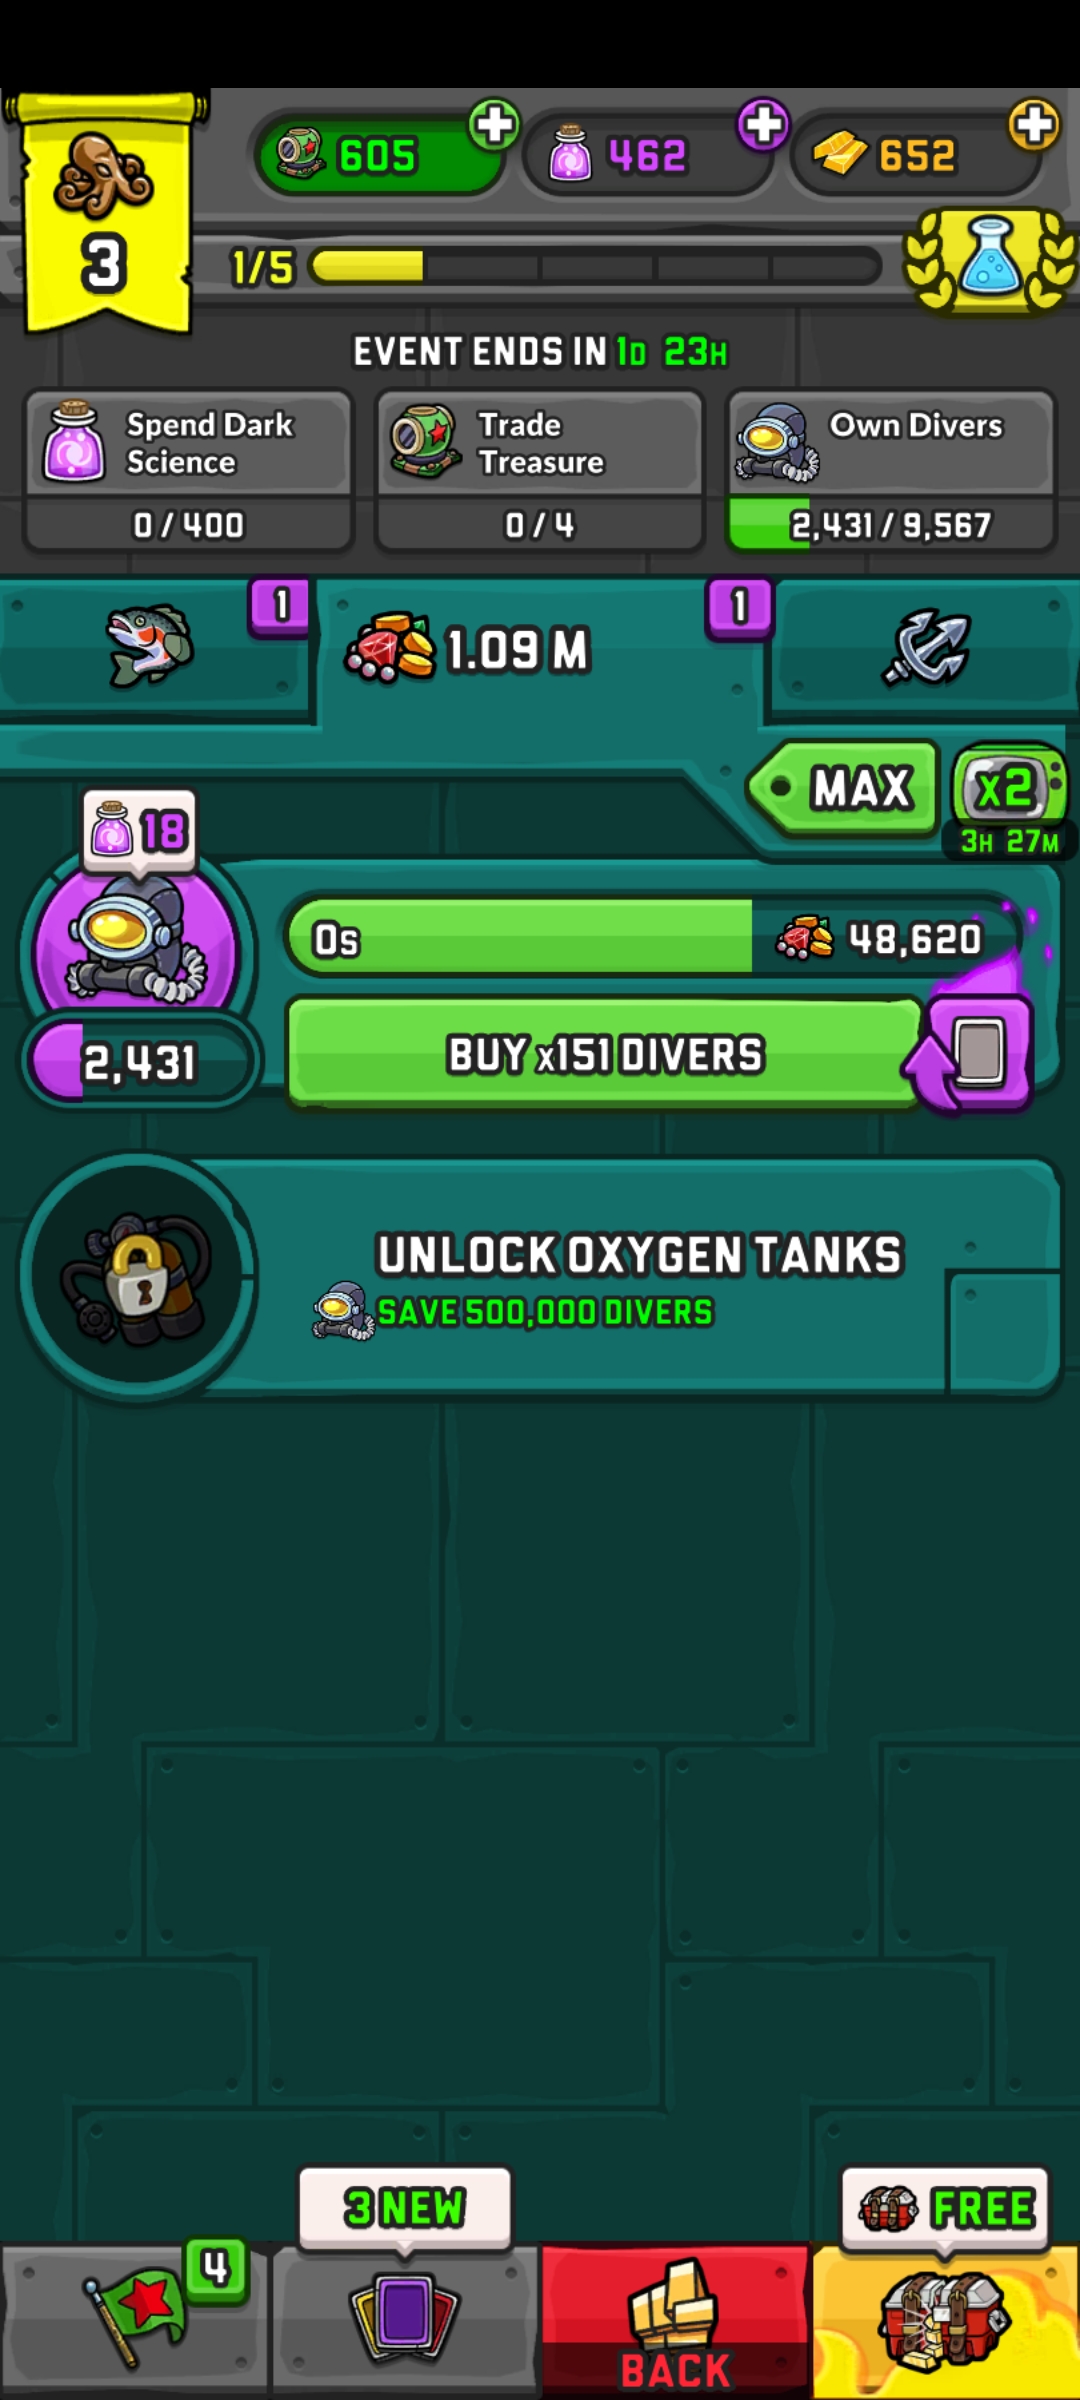 605
462
652
3
1/5
EVENT ENDS IN 1D 23H
Spend Dark Science
0 / 400
Trade Treasure
0 / 4
Own Divers
2,431 / 9,567
1
1.09 M
1
MAX
x2
3H 27M
18
0s
48,620
2,431
BUY x151 DIVERS
UNLOCK OXYGEN TANKS
SAVE 500,000 DIVERS
3 NEW
FREE
4
BACK